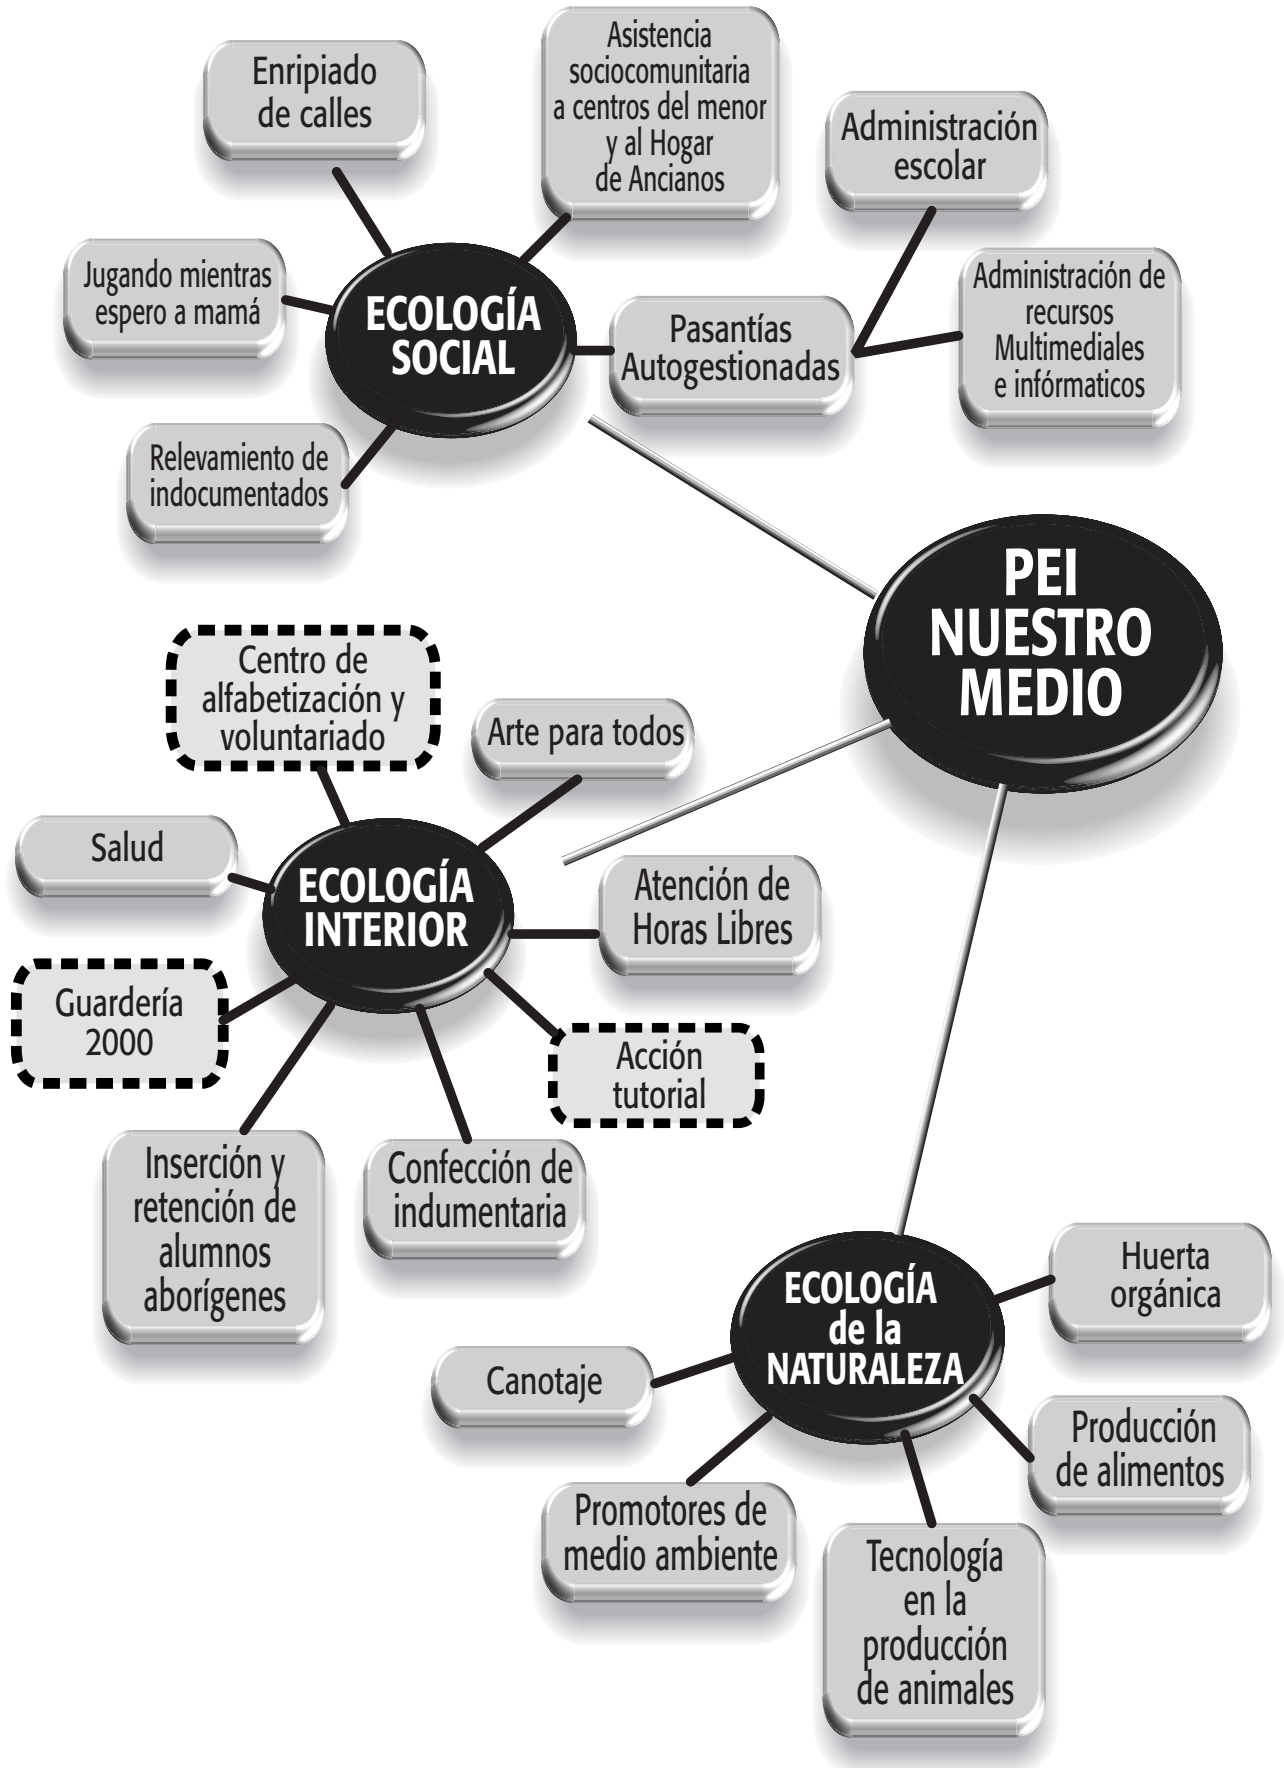 Enripiado
de calles
Asistencia
sociocomunitaria
a centros del menor
y al Hogar
de Ancianos
Administración
escolar
Jugando mientras
espero a mamá
ECOLOGÍA
SOCIAL
Pasantías
Autogestionadas
Administración de
recursos
Multimediales
e infórmaticos
Relevamiento de
indocumentados
PEI
NUESTRO
MEDIO
Centro de
alfabetización y
voluntariado
Arte para todos
Salud
ECOLOGÍA
INTERIOR
Atención de
Horas Libres
Guardería
2000
Acción
tutorial
Inserción y
retención de
alumnos
aborígenes
Confección de
indumentaria
ECOLOGÍA
de la
NATURALEZA
Huerta
orgánica
Canotaje
Producción
de alimentos
Promotores de
medio ambiente
Tecnología
en la
producción
de animales